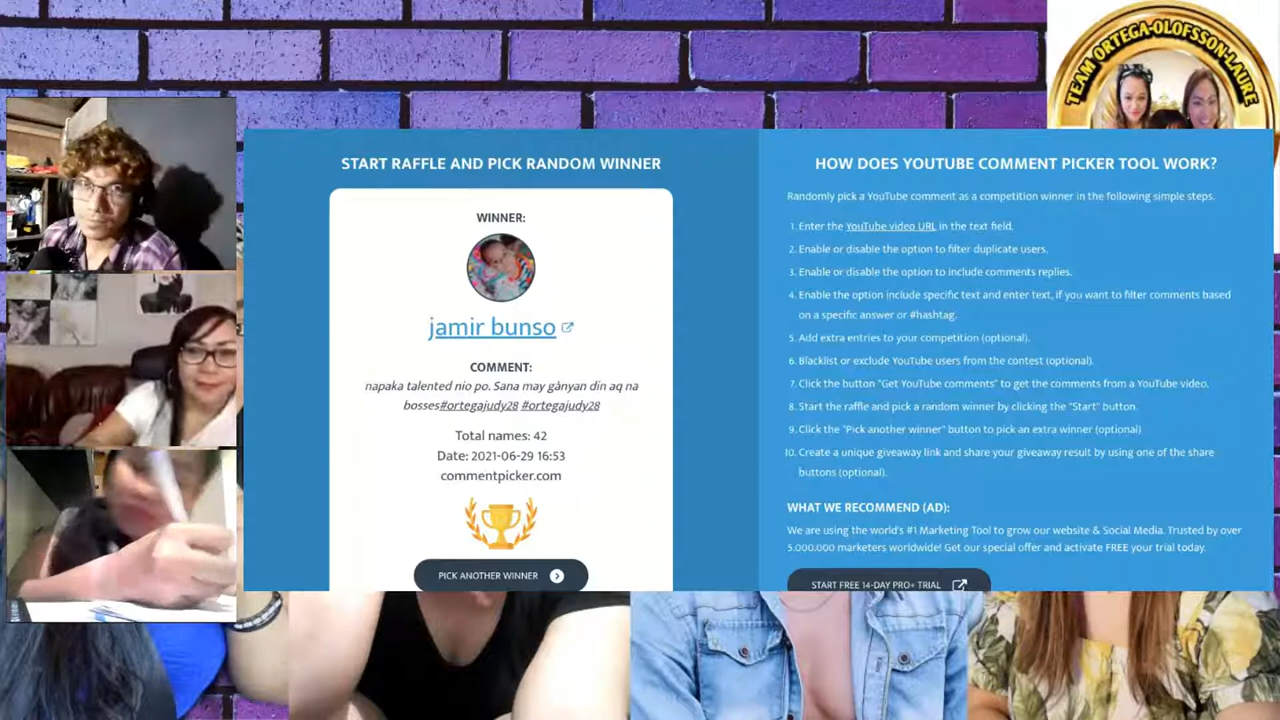 TEAM ORTEGA-OLOFSSON-LAURE
START RAFFLE AND PICK RANDOM WINNER
WINNER:
jamir bunso
COMMENT:
napaka talented nio po. Sana may gányan din aq na
bosses#ortegajudy28 #ortegajudy28
Total names: 42
Date: 2021-06-29 16:53
commentpicker.com
PICK ANOTHER WINNER
HOW DOES YOUTUBE COMMENT PICKER TOOL WORK?
Randomly pick a YouTube comment as a competition winner in the following simple steps.
1. Enter the YouTube video URL in the text field.
2. Enable or disable the option to filter duplicate users.
3. Enable or disable the option to include comments replies.
4. Enable the option include specific text and enter text, if you want to filter comments based
on a specific answer or #hashtag.
5. Add extra entries to your competition (optional).
6. Blacklist or exclude YouTube users from the contest (optional).
7. Click the button "Get YouTube comments" to get the comments from a YouTube video.
8. Start the raffle and pick a random winner by clicking the "Start" button.
9. Click the "Pick another winner" button to pick an extra winner (optional)
10. Create a unique giveaway link and share your giveaway result by using one of the share
buttons (optional).
WHAT WE RECOMMEND (AD):
We are using the world's #1 Marketing Tool to grow our website & Social Media. Trusted by over
5.000.000 marketers worldwide! Get our special offer and activate FREE your trial today.
START FREE 14-DAY PRO+ TRIAL